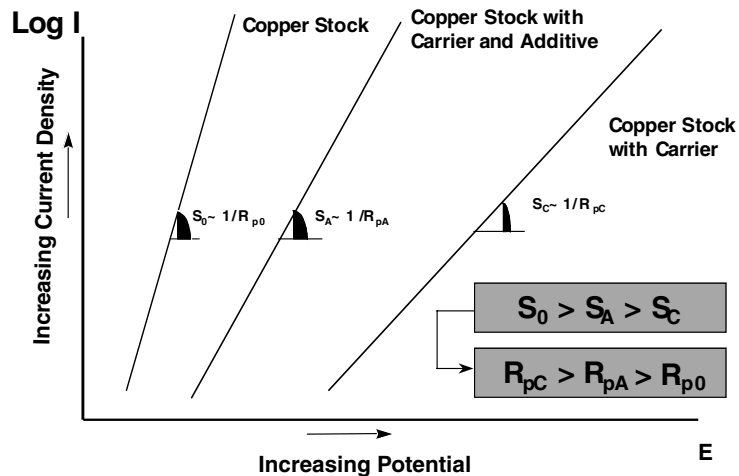 Log I
Copper Stock
Copper Stock with
Carrier and Additive
Copper Stock
with Carrier
Increasing Current Density
S0~ 1/Rp0
SA~ 1/RpA
SC~ 1/RpC
S0 > SA > SC
RpC > RpA > Rp0
Increasing Potential
E